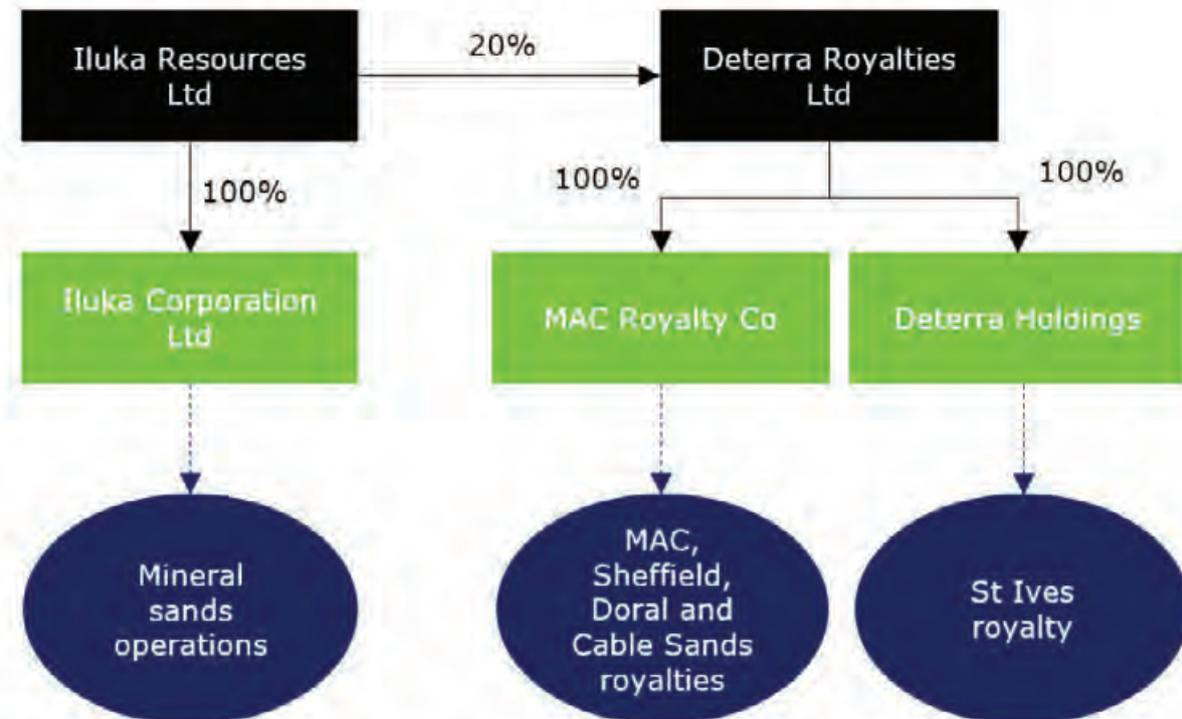 Iluka Resources
Ltd
20%
Deterra Royalties
Ltd
100%
100%
100%
Iluka Corporation
Ltd
MAC Royalty Co
Deterra Holdings
Mineral
sands
operations
MAC,
Sheffield,
Doral and
Cable Sands
royalties
St Ives
royalty